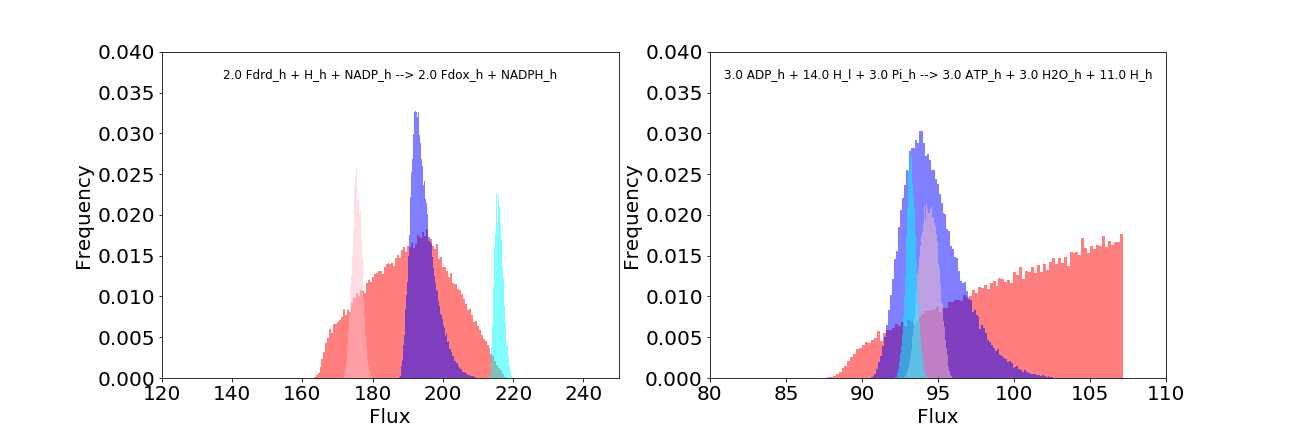 0.040
0.035
0.030
0.025
0.020
0.015
0.010
0.005
0.000
Frequency
2.0 Fdrd_h + H_h + NADP_h --> 2.0 Fdox_h + NADPH_h
120 140 160 180 200 220 240
Flux
0.040
0.035
0.030
0.025
0.020
0.015
0.010
0.005
0.000
Frequency
3.0 ADP_h + 14.0 H_l + 3.0 Pi_h --> 3.0 ATP_h + 3.0 H2O_h + 11.0 H_h
80 85 90 95 100 105 110
Flux